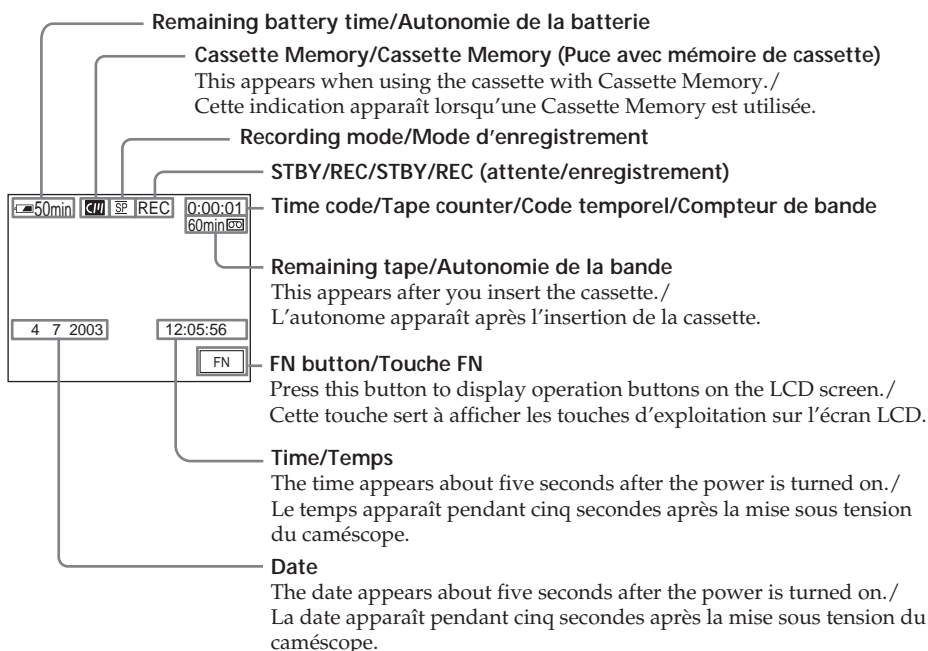 Remaining battery time/Autonomie de la batterie
Cassette Memory/Cassette Memory (Puce avec mémoire de cassette)
This appears when using the cassette with Cassette Memory./
Cette indication apparaît lorsqu'une Cassette Memory est utilisée.
Recording mode/Mode d'enregistrement
STBY/REC/STBY/REC (attente/enregistrement)
50min CM SP REC 0:00:01
Time code/Tape counter/Code temporel/Compteur de bande
60min
Remaining tape/Autonomie de la bande
This appears after you insert the cassette./
L'autonome apparaît après l'insertion de la cassette.
4 7 2003 12:05:56
FN
FN button/Touche FN
Press this button to display operation buttons on the LCD screen./
Cette touche sert à afficher les touches d'exploitation sur l'écran LCD.
Time/Temps
The time appears about five seconds after the power is turned on./
Le temps apparaît pendant cinq secondes après la mise sous tension
du caméscope.
Date
The date appears about five seconds after the power is turned on./
La date apparaît pendant cinq secondes après la mise sous tension du
caméscope.